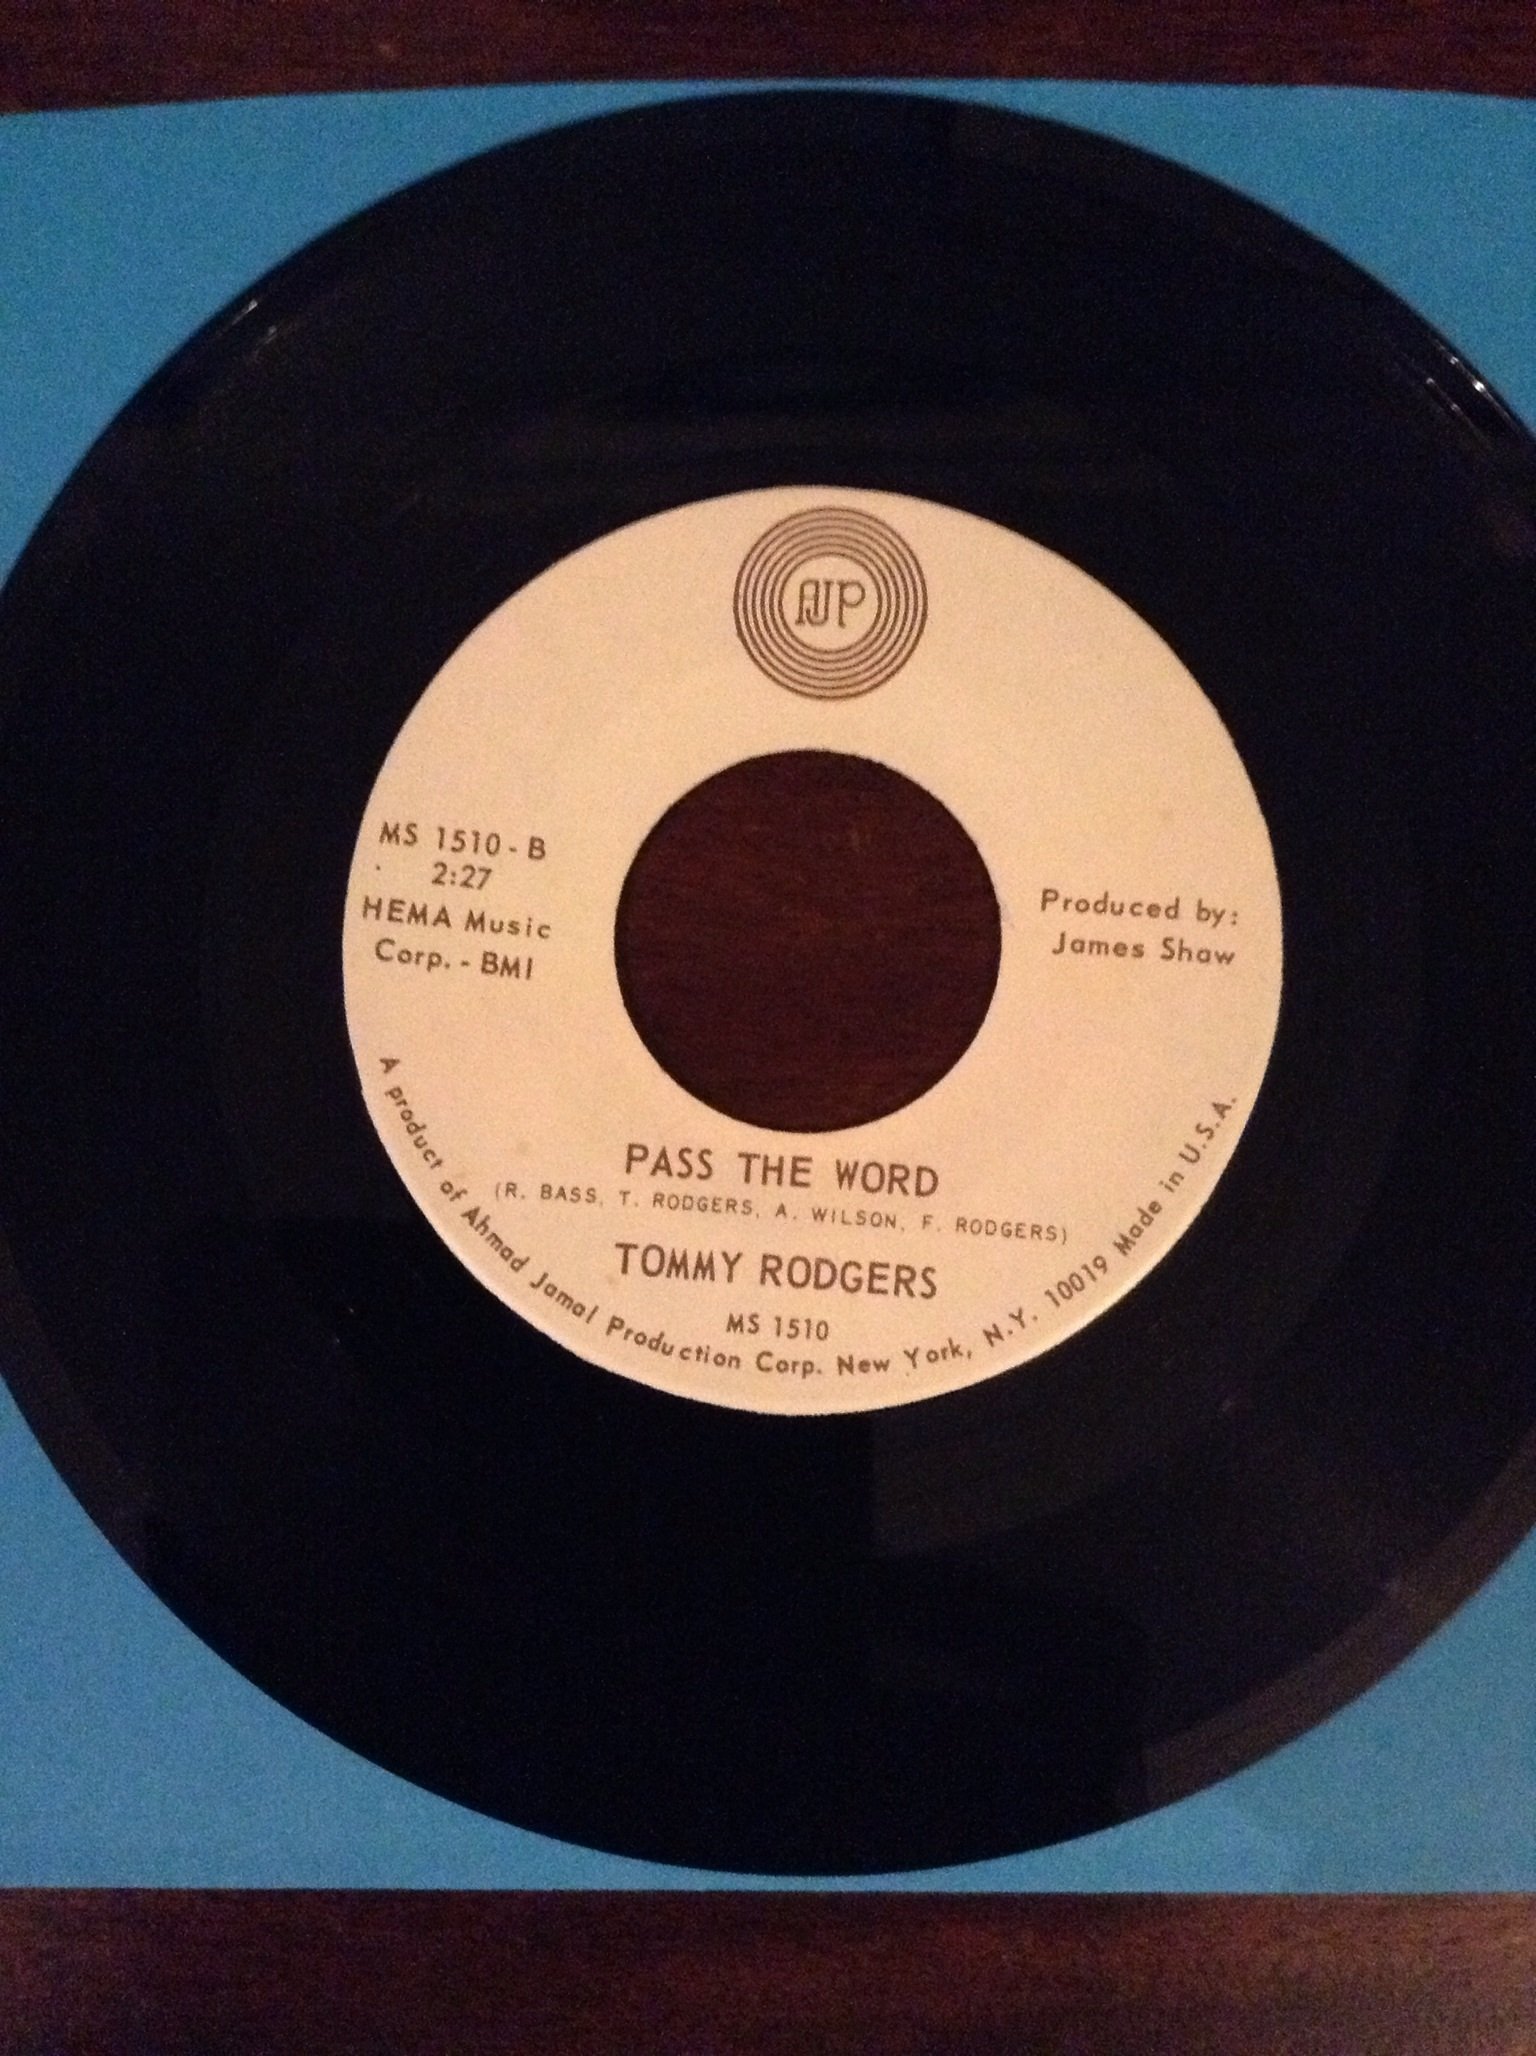 AJP
MS 1510-B
2:27
HEMA Music
Corp. - BMI
Produced by:
James Shaw
PASS THE WORD
(R. BASS, T. RODGERS, A. WILSON, F. RODGERS)
TOMMY RODGERS
MS 1510
A product of Ahmad Jamal Production Corp. New York, N.Y. 10019 Made in U.S.A.